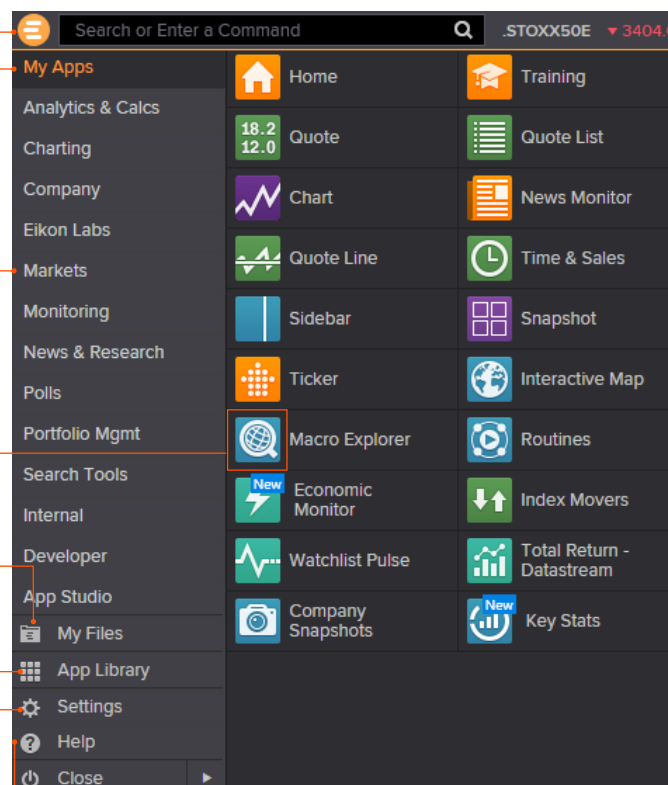 Search or Enter a Command
.STOXX50E ▼3404.
My Apps
Analytics & Calcs
Charting
Company
Eikon Labs
Markets
Monitoring
News & Research
Polls
Portfolio Mgmt
Search Tools
Internal
Developer
App Studio
My Files
App Library
Settings
Help
Close
Home
Training
18.2
12.0
Quote
Quote List
Chart
News Monitor
Quote Line
Time & Sales
Sidebar
Snapshot
Ticker
Interactive Map
Macro Explorer
Routines
New
Economic
Monitor
Index Movers
Watchlist Pulse
Total Return -
Datastream
Company
Snapshots
New
Key Stats